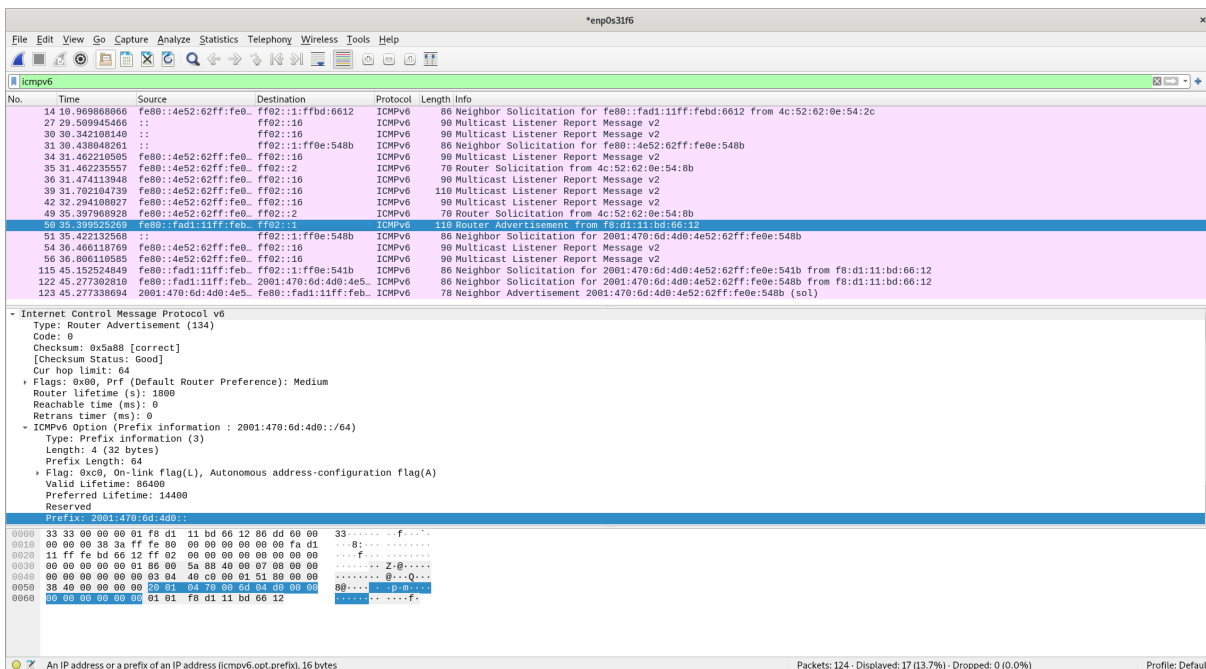 *enp0s31f6
File Edit View Go Capture Analyze Statistics Telephony Wireless Tools Help
icmpv6
No. Time Source Destination Protocol Length Info
14 10.969868066 fe80::4e52:62ff:fe0… ff02::1:ffbd:6612 ICMPv6 86 Neighbor Solicitation for fe80::fad1:11ff:febd:6612 from 4c:52:62:0e:54:2c
27 29.509945466 :: ff02::16 ICMPv6 90 Multicast Listener Report Message v2
30 30.342108140 :: ff02::16 ICMPv6 90 Multicast Listener Report Message v2
31 30.438048261 :: ff02::1:ff0e:548b ICMPv6 86 Neighbor Solicitation for fe80::4e52:62ff:fe0e:548b
34 31.462210505 fe80::4e52:62ff:fe0… ff02::16 ICMPv6 90 Multicast Listener Report Message v2
35 31.462235557 fe80::4e52:62ff:fe0… ff02::2 ICMPv6 70 Router Solicitation from 4c:52:62:0e:54:8b
36 31.474113948 fe80::4e52:62ff:fe0… ff02::16 ICMPv6 90 Multicast Listener Report Message v2
39 31.702104739 fe80::4e52:62ff:fe0… ff02::16 ICMPv6 110 Multicast Listener Report Message v2
42 32.294108027 fe80::4e52:62ff:fe0… ff02::16 ICMPv6 90 Multicast Listener Report Message v2
49 35.397968928 fe80::4e52:62ff:fe0… ff02::2 ICMPv6 70 Router Solicitation from 4c:52:62:0e:54:8b
50 35.399525269 fe80::fad1:11ff:feb… ff02::1 ICMPv6 110 Router Advertisement from f8:d1:11:bd:66:12
51 35.422132568 :: ff02::1:ff0e:548b ICMPv6 86 Neighbor Solicitation for 2001:470:6d:4d0:4e52:62ff:fe0e:548b
54 36.466118769 fe80::4e52:62ff:fe0… ff02::16 ICMPv6 90 Multicast Listener Report Message v2
56 36.806110585 fe80::4e52:62ff:fe0… ff02::16 ICMPv6 90 Multicast Listener Report Message v2
115 45.152524849 fe80::fad1:11ff:feb… ff02::1:ff0e:541b ICMPv6 86 Neighbor Solicitation for 2001:470:6d:4d0:4e52:62ff:fe0e:541b from f8:d1:11:bd:66:12
122 45.277302810 fe80::fad1:11ff:feb… 2001:470:6d:4d0:4e5… ICMPv6 86 Neighbor Solicitation for 2001:470:6d:4d0:4e52:62ff:fe0e:548b from f8:d1:11:bd:66:12
123 45.277338694 2001:470:6d:4d0:4e5… fe80::fad1:11ff:feb… ICMPv6 78 Neighbor Advertisement 2001:470:6d:4d0:4e52:62ff:fe0e:548b (sol)
Internet Control Message Protocol v6
Type: Router Advertisement (134)
Code: 0
Checksum: 0x5a88 [correct]
[Checksum Status: Good]
Cur hop limit: 64
Flags: 0x00, Prf (Default Router Preference): Medium
Router lifetime (s): 1800
Reachable time (ms): 0
Retrans timer (ms): 0
ICMPv6 Option (Prefix information : 2001:470:6d:4d0::/64)
Type: Prefix information (3)
Length: 4 (32 bytes)
Prefix Length: 64
Flag: 0xc0, On-link flag(L), Autonomous address-configuration flag(A)
Valid Lifetime: 86400
Preferred Lifetime: 14400
Reserved
Prefix: 2001:470:6d:4d0::
0000 33 33 00 00 00 01 f8 d1 11 bd 66 12 86 dd 60 00 33······ ··f···`·
0010 00 00 00 38 3a ff fe 80 00 00 00 00 00 00 fa d1 ···8:··· ········
0020 11 ff fe bd 66 12 ff 02 00 00 00 00 00 00 00 00 ····f··· ········
0030 00 00 00 00 00 01 86 00 5a 88 40 00 07 08 00 00 ········ Z·@·····
0040 00 00 00 00 00 00 03 04 40 c0 00 01 51 80 00 00 ········ @···Q···
0050 38 40 00 00 00 00 20 01 04 70 00 6d 04 d0 00 00 8@···· · ·p·m····
0060 00 00 00 00 00 00 01 01 f8 d1 11 bd 66 12 ········ ····f·
An IP address or a prefix of an IP address (icmpv6.opt.prefix), 16 bytes Packets: 124 · Displayed: 17 (13.7%) · Dropped: 0 (0.0%) Profile: Defaul